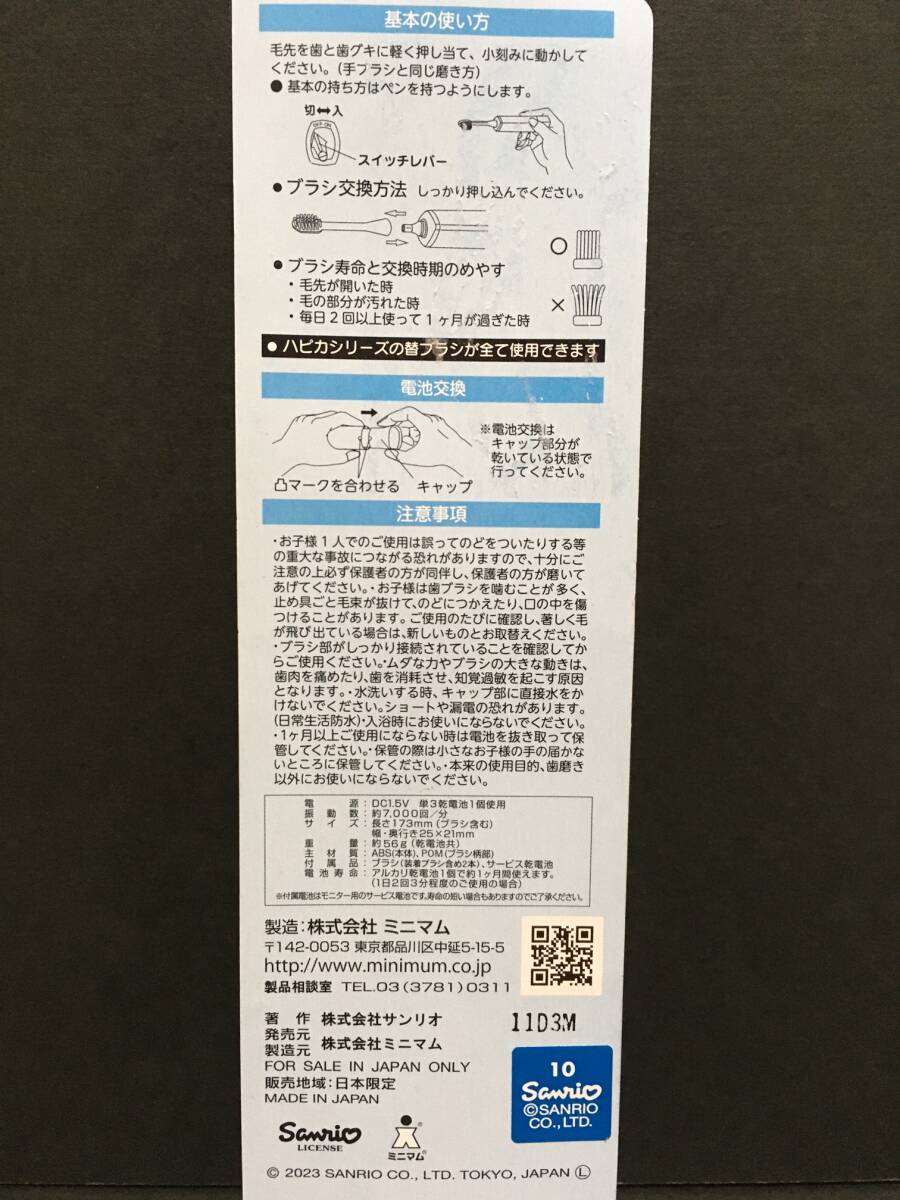 基本の使い方
毛先を歯と歯グキに軽く押し当て、小刻みに動かして
ください。(手ブラシと同じ磨き方)
● 基本の持ち方はペンを持つようにします。
切⇔入
OFF ON
スイッチレバー
● ブラシ交換方法 しっかり押し込んでください。
○
● ブラシ寿命と交換時期のめやす
・毛先が開いた時
・毛の部分が汚れた時
・毎日2回以上使って1ヶ月が過ぎた時
×
● ハピカシリーズの替ブラシが全て使用できます
電池交換
※電池交換は
キャップ部分が
乾いている状態で
行ってください。
凸マークを合わせる キャップ
注意事項
・お子様1人でのご使用は誤ってのどをついたりする等
の重大な事故につながる恐れがありますので、十分にご
注意の上必ず保護者の方が同伴し、保護者の方が磨いて
あげてください。・お子様は歯ブラシを噛むことが多く、
止め具ごと毛束が抜けて、のどにつかえたり、口の中を傷
つけることがあります。ご使用のたびに確認し、著しく毛
が飛び出ている場合は、新しいものとお取替えください。
・ブラシ部がしっかり接続されていることを確認してか
らご使用ください。・ムダな力やブラシの大きな動きは、
歯肉を痛めたり、歯を消耗させ、知覚過敏を起こす原因
となります。・水洗いする時、キャップ部に直接水をか
けないでください。ショートや漏電の恐れがあります。
(日常生活防水)・入浴時にお使いにならないでください。
・1ヶ月以上ご使用にならない時は電池を抜き取って保
管してください。・保管の際は小さなお子様の手の届かな
いところに保管してください。・本来の使用目的、歯磨き
以外にお使いにならないでください。
電源:DC1.5V 単3乾電池1個使用
振動数:約7,000回/分
サイズ:長さ173mm(ブラシ含む)
幅・奥行き25×21mm
重量:約56g(乾電池共)
主材質:ABS(本体)、POM(ブラシ柄部)
付属品:ブラシ(装着ブラシ含め2本)、サービス乾電池
電池寿命:アルカリ乾電池1個で約1ヶ月間使えます。
(1日2回3分程度のご使用の場合)
※付属電池はモニター用のサービス電池です。寿命の短い場合もありますのでご了承ください。
製造:株式会社 ミニマム
〒142-0053 東京都品川区中延5-15-5
http://www.minimum.co.jp
製品相談室 TEL.03(3781)0311
著作 株式会社サンリオ
発売元
製造元 株式会社ミニマム
FOR SALE IN JAPAN ONLY
販売地域:日本限定
MADE IN JAPAN
11D3M
10
Sanrio
©SANRIO
CO.,LTD.
Sanrio
LICENSE
ミニマム®
© 2023 SANRIO CO., LTD. TOKYO, JAPAN Ⓛ